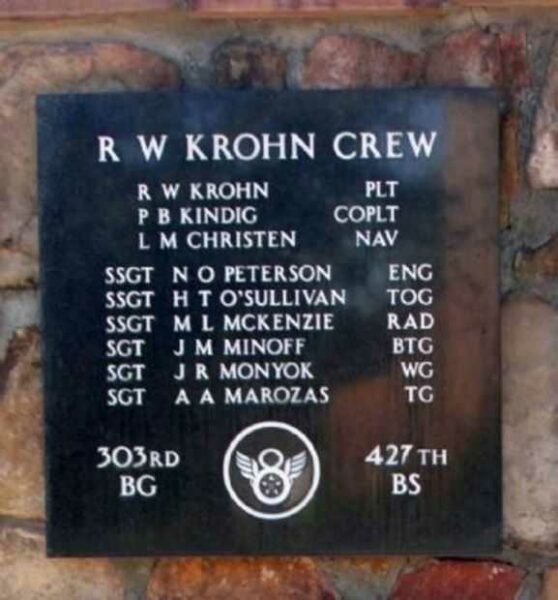 R W KROHN CREW
R W KROHN PLT
P B KINDIG COPLT
L M CHRISTEN NAV
SSGT N O PETERSON ENG
SSGT H T O'SULLIVAN TOG
SSGT M L MCKENZIE RAD
SGT J M MINOFF BTG
SGT J R MONYOK WG
SGT A A MAROZAS TG
303RD 427TH
BG BS
8